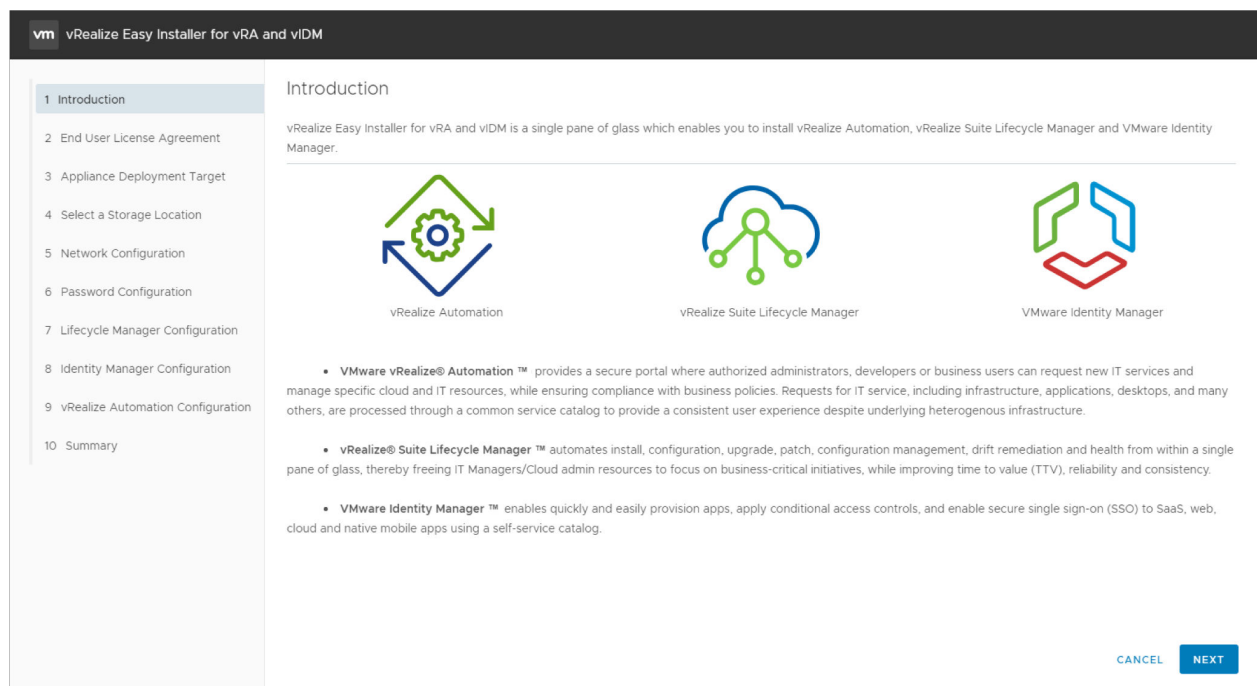 vm vRealize Easy Installer for vRA and vIDM
1 Introduction
2 End User License Agreement
3 Appliance Deployment Target
4 Select a Storage Location
5 Network Configuration
6 Password Configuration
7 Lifecycle Manager Configuration
8 Identity Manager Configuration
9 vRealize Automation Configuration
10 Summary
Introduction
vRealize Easy Installer for vRA and vIDM is a single pane of glass which enables you to install vRealize Automation, vRealize Suite Lifecycle Manager and VMware Identity
Manager.
vRealize Automation
vRealize Suite Lifecycle Manager
VMware Identity Manager
• VMware vRealize® Automation ™ provides a secure portal where authorized administrators, developers or business users can request new IT services and
manage specific cloud and IT resources, while ensuring compliance with business policies. Requests for IT service, including infrastructure, applications, desktops, and many
others, are processed through a common service catalog to provide a consistent user experience despite underlying heterogenous infrastructure.
• vRealize® Suite Lifecycle Manager ™ automates install, configuration, upgrade, patch, configuration management, drift remediation and health from within a single
pane of glass, thereby freeing IT Managers/Cloud admin resources to focus on business-critical initiatives, while improving time to value (TTV), reliability and consistency.
• VMware Identity Manager ™ enables quickly and easily provision apps, apply conditional access controls, and enable secure single sign-on (SSO) to SaaS, web,
cloud and native mobile apps using a self-service catalog.
CANCEL
NEXT